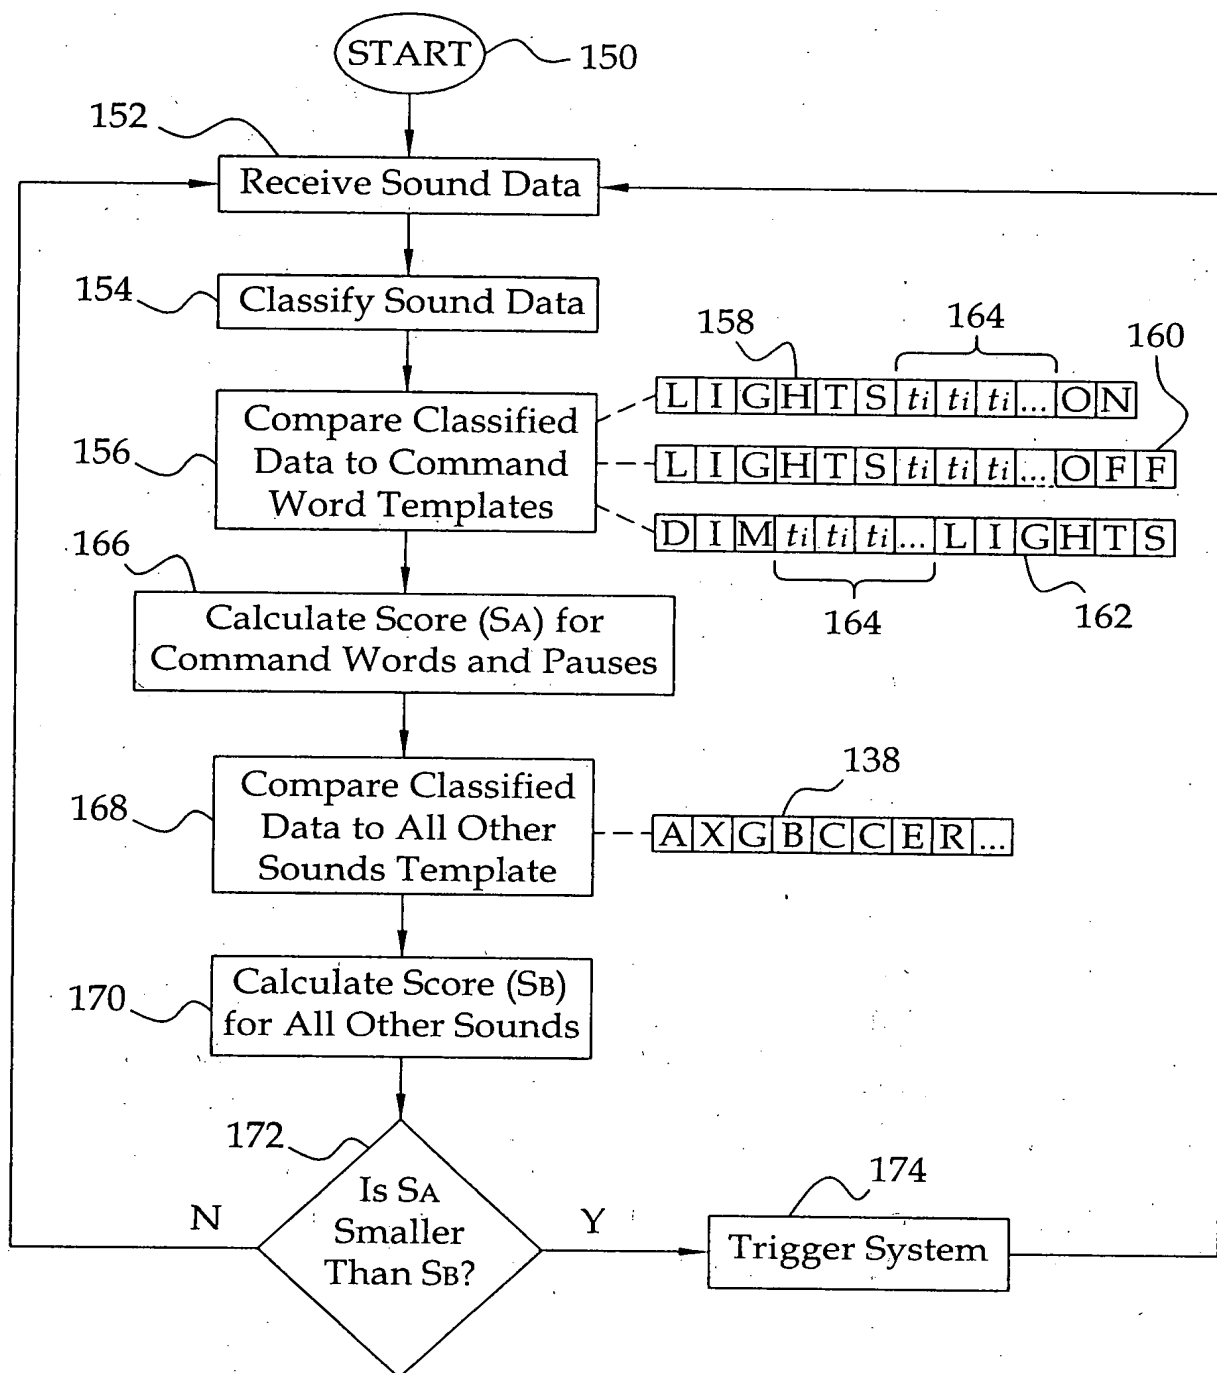 START
150
152
Receive Sound Data
154
Classify Sound Data
158
164
160
L I G H T S ti ti ti ... O N
156
Compare Classified
Data to Command
Word Templates
L I G H T S ti ti ti ... O F F
D I M ti ti ti ... L I G H T S
164
162
166
Calculate Score (SA) for
Command Words and Pauses
168
Compare Classified
Data to All Other
Sounds Template
138
A X G B C C E R ...
170
Calculate Score (SB)
for All Other Sounds
172
Is SA
Smaller
Than SB?
N
Y
174
Trigger System